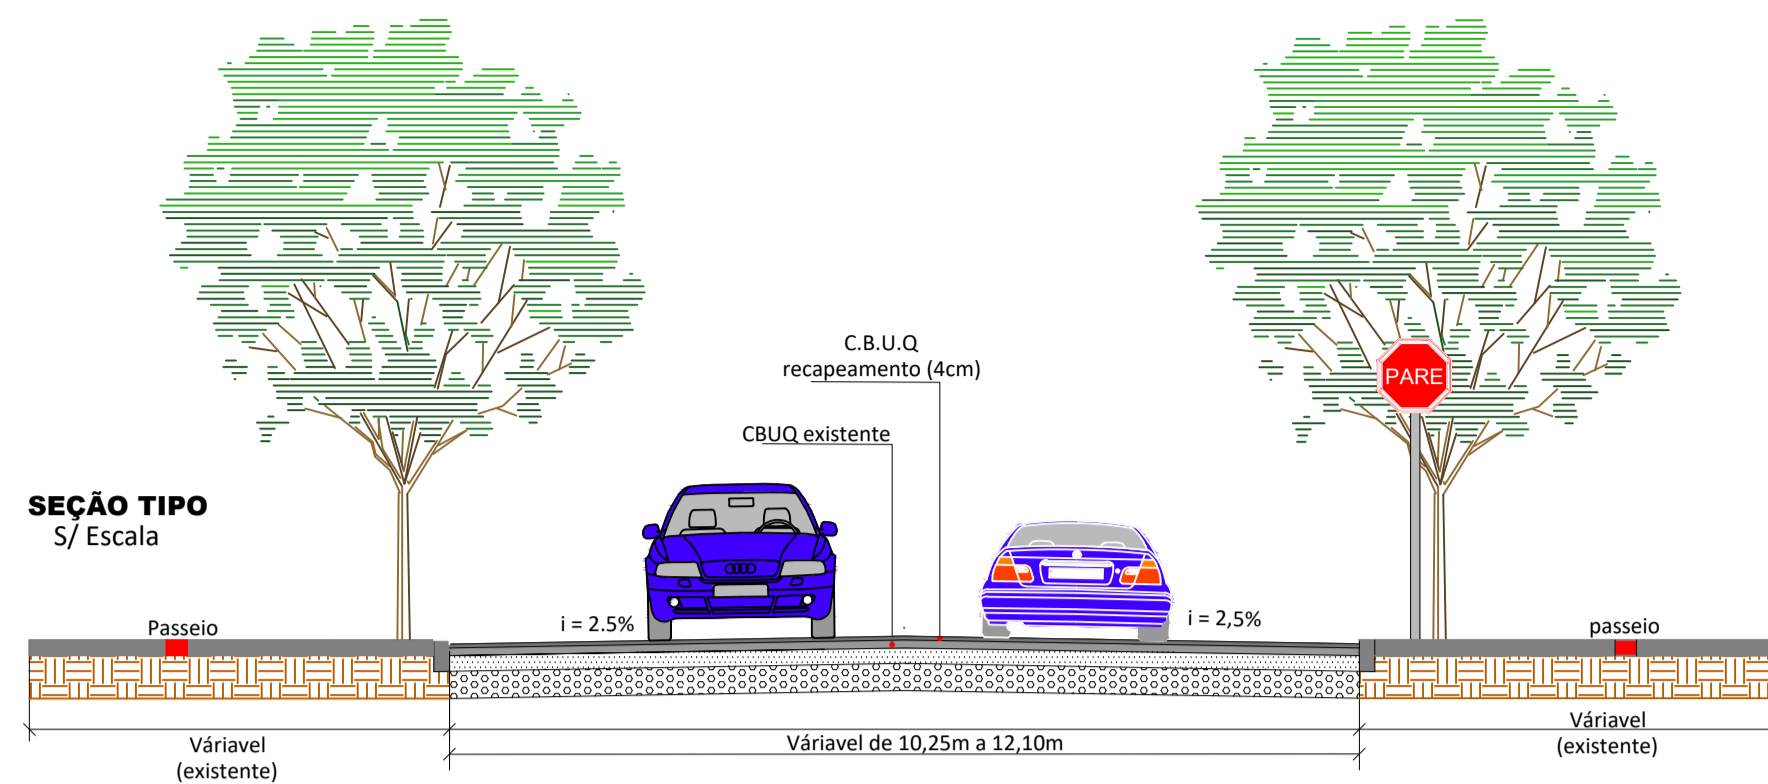 C.B.U.Q
recapeamento (4cm)
PARE
CBUQ existente
SEÇÃO TIPO
S/ Escala
Passeio
i = 2.5%
i = 2,5%
passeio
Váriavel
(existente)
Váriavel de 10,25m a 12,10m
Váriavel
(existente)